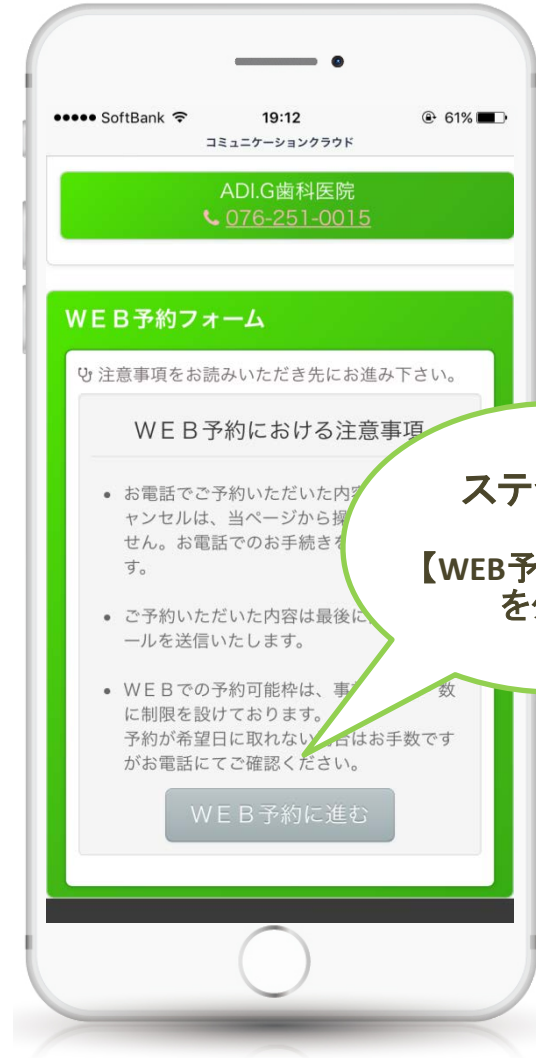 SoftBank 19:12 61%
コミュニケーションクラウド
ADI.G歯科医院
076-251-0015
ＷＥＢ予約フォーム
注意事項をお読みいただき先にお進み下さい。
ＷＥＢ予約における注意事項
• お電話でご予約いただいた内容
ャンセルは、当ページから操
せん。お電話でのお手続きを
す。
• ご予約いただいた内容は最後に
ールを送信いたします。
• ＷＥＢでの予約可能枠は、事 数
に制限を設けております。
予約が希望日に取れない 合はお手数です
がお電話にてご確認ください。
ＷＥＢ予約に進む
ステ
【WEB予
を